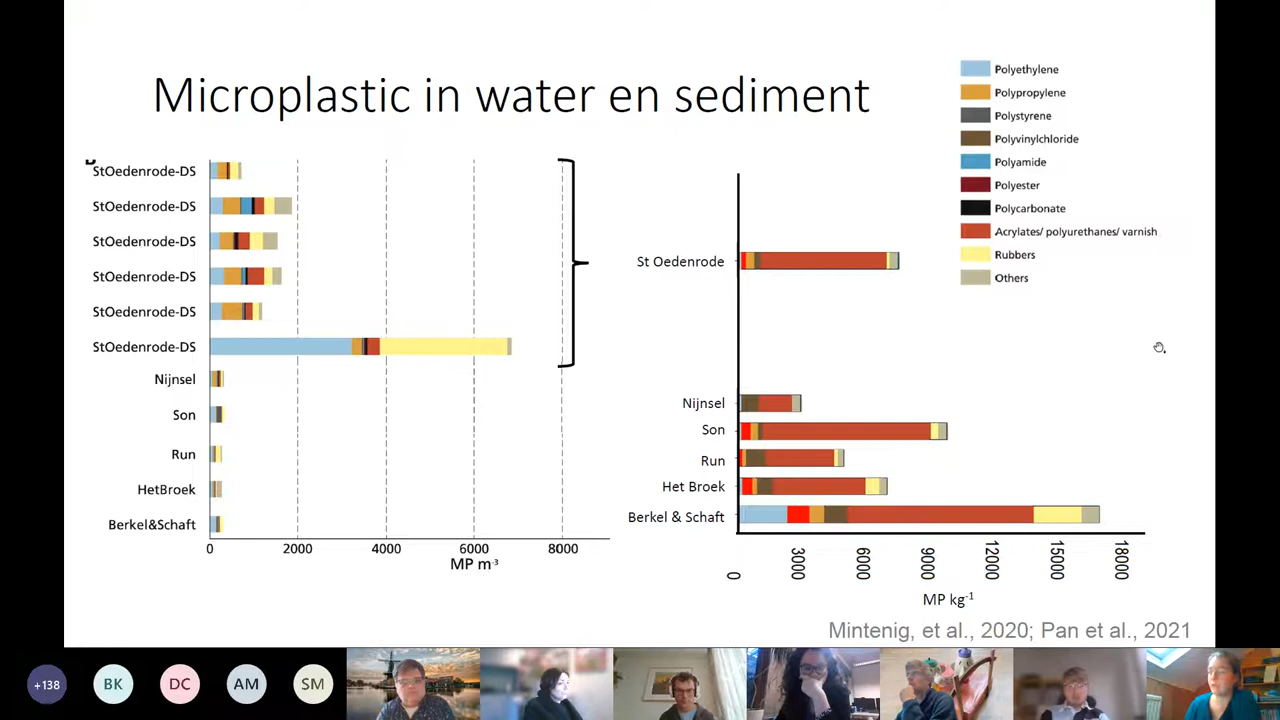 Microplastic in water en sediment
StOedenrode-DS
StOedenrode-DS
StOedenrode-DS
StOedenrode-DS
StOedenrode-DS
StOedenrode-DS
Nijnsel
Son
Run
HetBroek
Berkel&Schaft
0 2000 4000 6000 8000
MP m⁻³
St Oedenrode
Nijnsel
Son
Run
Het Broek
Berkel & Schaft
0 3000 6000 9000 12000 15000 18000
MP kg⁻¹
Polyethylene
Polypropylene
Polystyrene
Polyvinylchloride
Polyamide
Polyester
Polycarbonate
Acrylates/ polyurethanes/ varnish
Rubbers
Others
Mintenig, et al., 2020; Pan et al., 2021
+138 BK DC AM SM